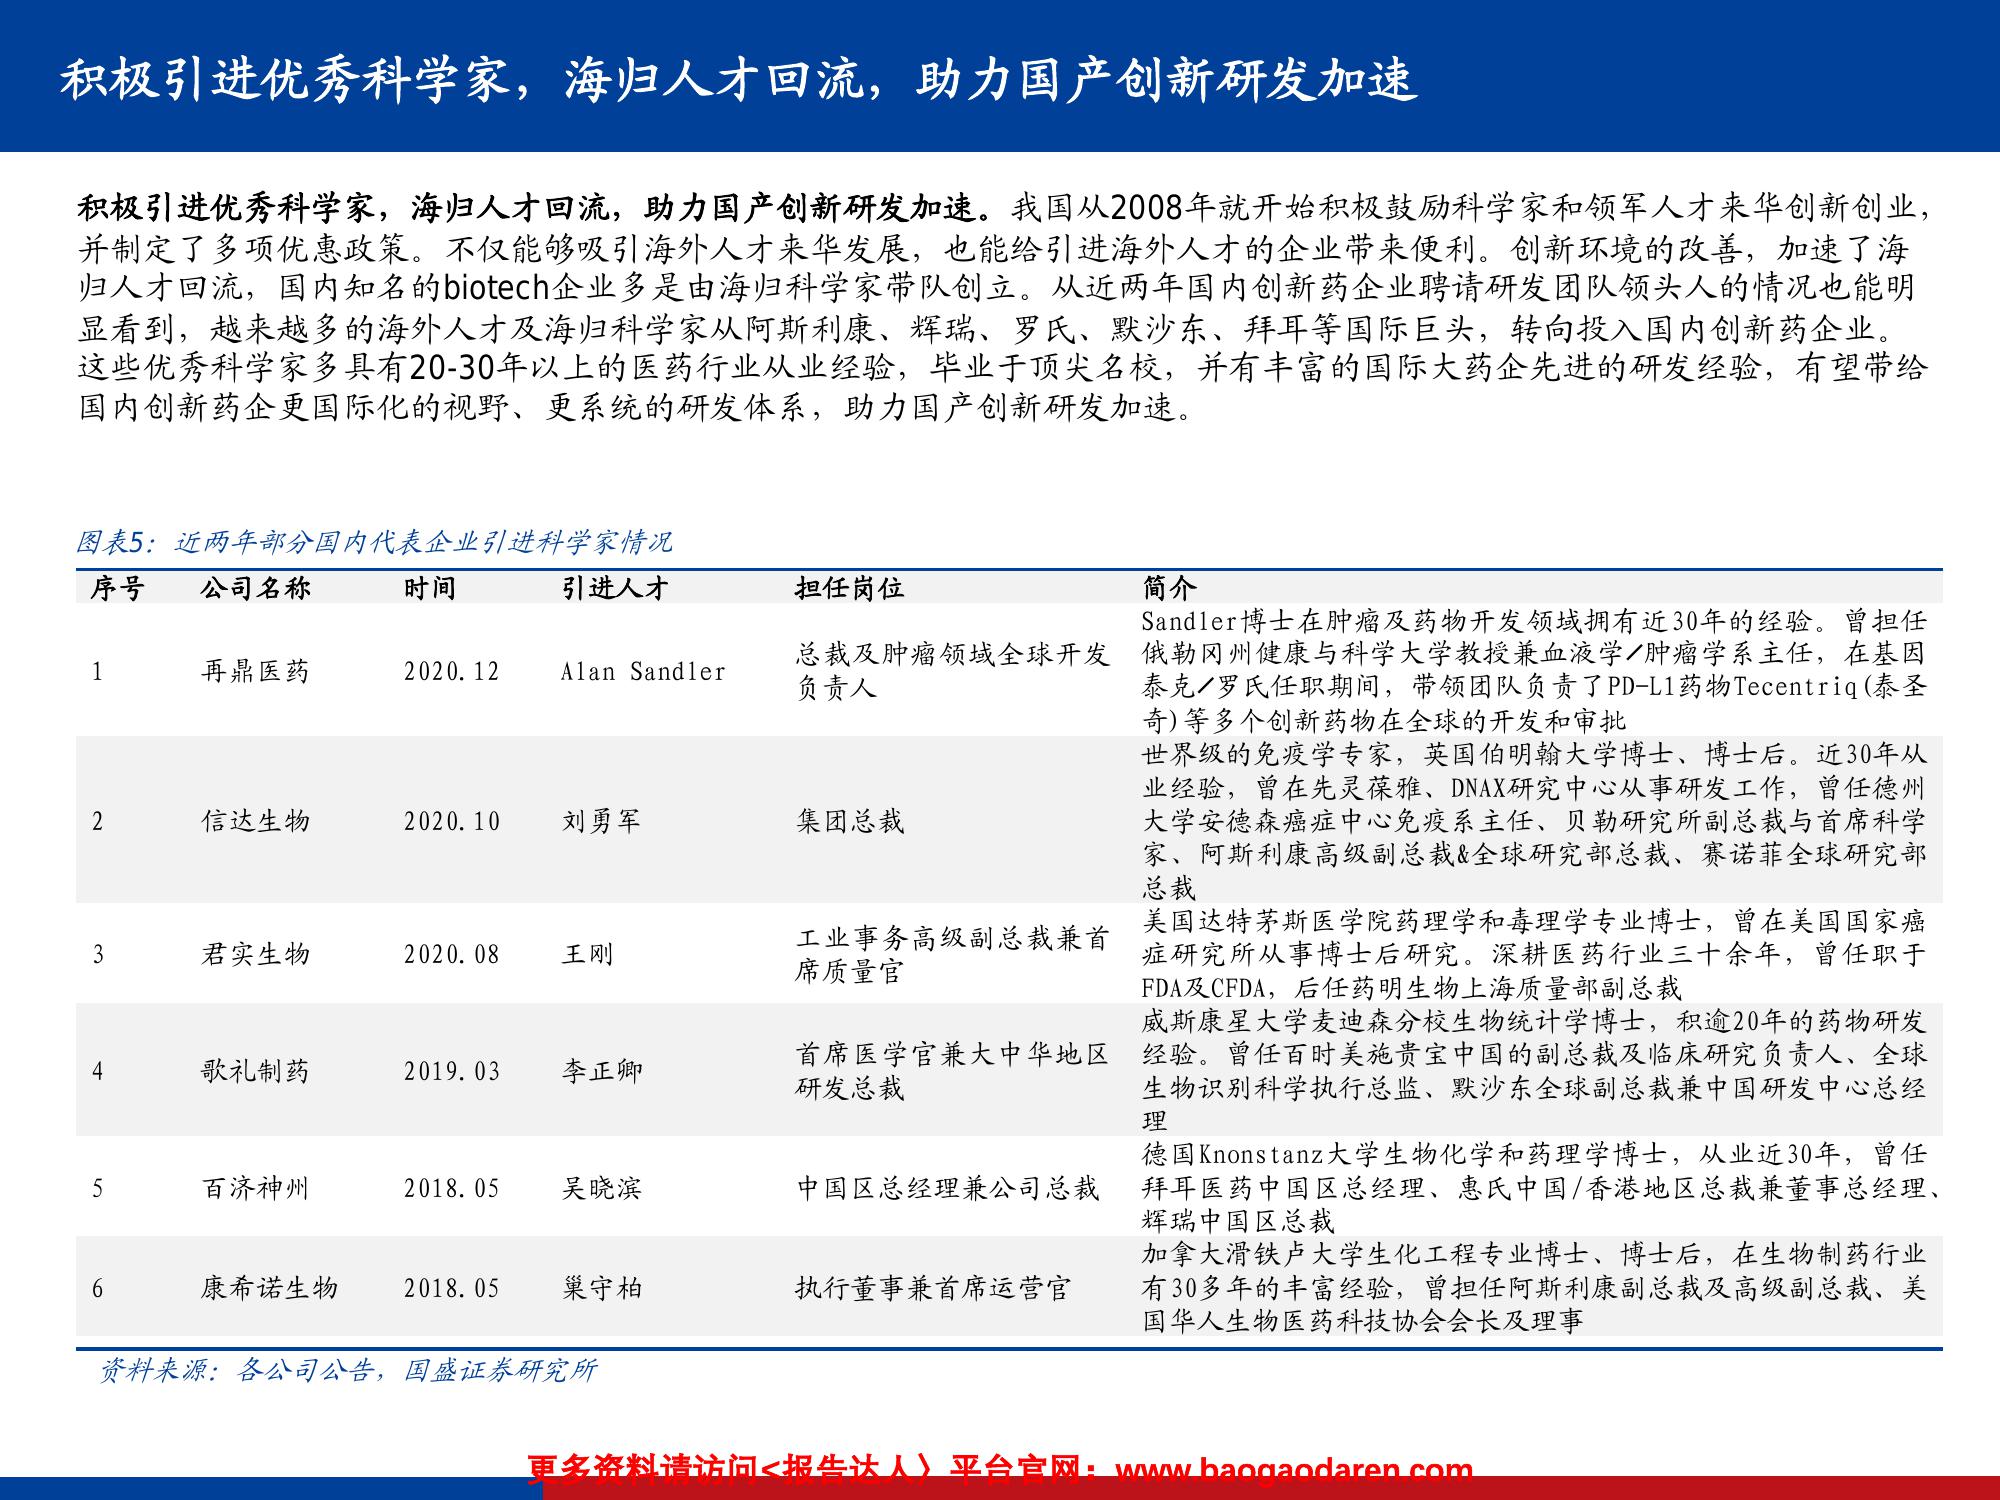 积极引进优秀科学家，海归人才回流，助力国产创新研发加速
积极引进优秀科学家，海归人才回流，助力国产创新研发加速。我国从2008年就开始积极鼓励科学家和领军人才来华创新创业，
并制定了多项优惠政策。不仅能够吸引海外人才来华发展，也能给引进海外人才的企业带来便利。创新环境的改善，加速了海
归人才回流，国内知名的biotech企业多是由海归科学家带队创立。从近两年国内创新药企业聘请研发团队领头人的情况也能明
显看到，越来越多的海外人才及海归科学家从阿斯利康、辉瑞、罗氏、默沙东、拜耳等国际巨头，转向投入国内创新药企业。
这些优秀科学家多具有20-30年以上的医药行业从业经验，毕业于顶尖名校，并有丰富的国际大药企先进的研发经验，有望带给
国内创新药企更国际化的视野、更系统的研发体系，助力国产创新研发加速。
图表5：近两年部分国内代表企业引进科学家情况
序号 公司名称 时间 引进人才 担任岗位 简介
Sandler博士在肿瘤及药物开发领域拥有近30年的经验。曾担任
俄勒冈州健康与科学大学教授兼血液学/肿瘤学系主任，在基因
泰克/罗氏任职期间，带领团队负责了PD-L1药物Tecentriq(泰圣
奇)等多个创新药物在全球的开发和审批
1 再鼎医药 2020.12 Alan Sandler 总裁及肿瘤领域全球开发
负责人
世界级的免疫学专家，英国伯明翰大学博士、博士后。近30年从
业经验，曾在先灵葆雅、DNAX研究中心从事研发工作，曾任德州
大学安德森癌症中心免疫系主任、贝勒研究所副总裁与首席科学
家、阿斯利康高级副总裁&全球研究部总裁、赛诺菲全球研究部
总裁
2 信达生物 2020.10 刘勇军 集团总裁
美国达特茅斯医学院药理学和毒理学专业博士，曾在美国国家癌
症研究所从事博士后研究。深耕医药行业三十余年，曾任职于
FDA及CFDA，后任药明生物上海质量部副总裁
3 君实生物 2020.08 王刚 工业事务高级副总裁兼首
席质量官
威斯康星大学麦迪森分校生物统计学博士，积逾20年的药物研发
经验。曾任百时美施贵宝中国的副总裁及临床研究负责人、全球
生物识别科学执行总监、默沙东全球副总裁兼中国研发中心总经
理
4 歌礼制药 2019.03 李正卿 首席医学官兼大中华地区
研发总裁
德国Knonstanz大学生物化学和药理学博士，从业近30年，曾任
拜耳医药中国区总经理、惠氏中国/香港地区总裁兼董事总经理、
辉瑞中国区总裁
5 百济神州 2018.05 吴晓滨 中国区总经理兼公司总裁
加拿大滑铁卢大学生化工程专业博士、博士后，在生物制药行业
有30多年的丰富经验，曾担任阿斯利康副总裁及高级副总裁、美
国华人生物医药科技协会会长及理事
6 康希诺生物 2018.05 巢守柏 执行董事兼首席运营官
资料来源：各公司公告，国盛证券研究所
更多资料请访问<报告达人〉平台官网：www.baogaodaren.com